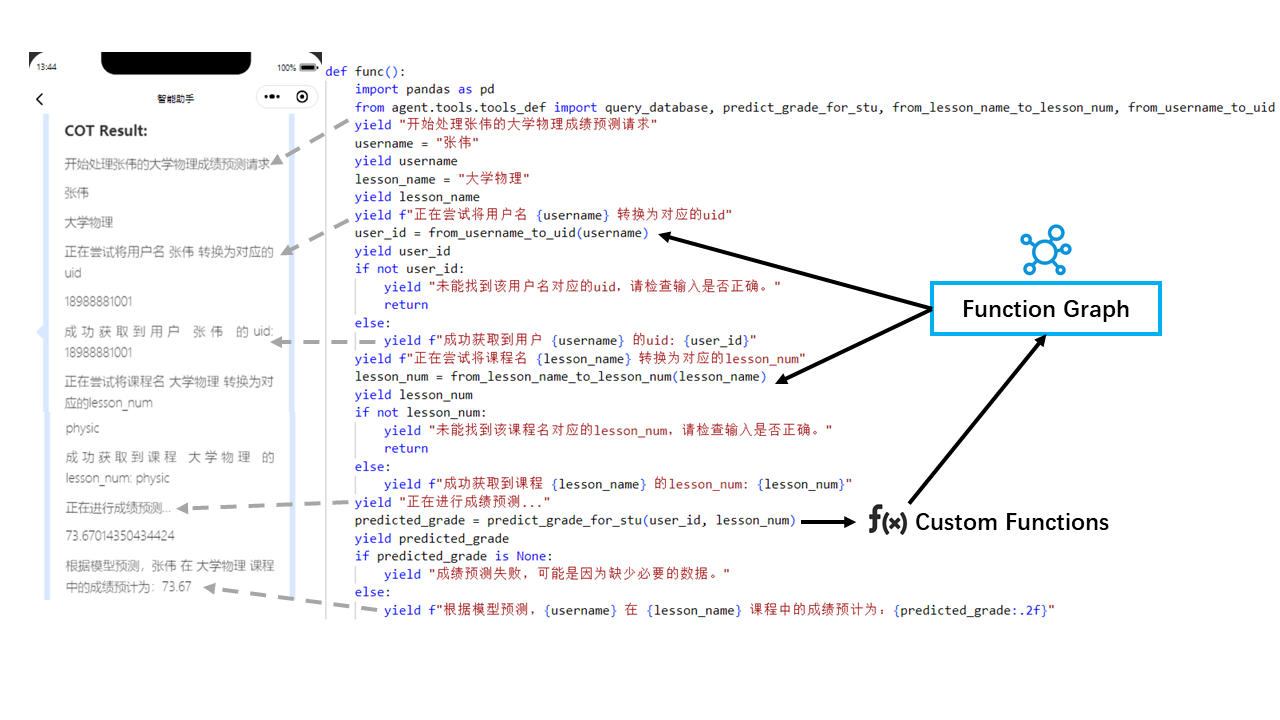 13:44
100%
智能助手
COT Result:
开始处理张伟的大学物理成绩预测请求
张伟
大学物理
正在尝试将用户名 张伟 转换为对应的
uid
18988881001
成功获取到用户 张伟 的uid:
18988881001
正在尝试将课程名 大学物理 转换为对
应的lesson_num
physic
成功获取到课程 大学物理 的
lesson_num: physic
正在进行成绩预测...
73.67014350434424
根据模型预测，张伟 在 大学物理 课程
中的成绩预计为：73.67
def func():
import pandas as pd
from agent.tools.tools_def import query_database, predict_grade_for_stu, from_lesson_name_to_lesson_num, from_username_to_uid
yield "开始处理张伟的大学物理成绩预测请求"
username = "张伟"
yield username
lesson_name = "大学物理"
yield lesson_name
yield f"正在尝试将用户名 {username} 转换为对应的uid"
user_id = from_username_to_uid(username)
yield user_id
if not user_id:
yield "未能找到该用户名对应的uid，请检查输入是否正确。"
return
else:
yield f"成功获取到用户 {username} 的uid: {user_id}"
yield f"正在尝试将课程名 {lesson_name} 转换为对应的lesson_num"
lesson_num = from_lesson_name_to_lesson_num(lesson_name)
yield lesson_num
if not lesson_num:
yield "未能找到该课程名对应的lesson_num，请检查输入是否正确。"
return
else:
yield f"成功获取到课程 {lesson_name} 的lesson_num: {lesson_num}"
yield "正在进行成绩预测..."
predicted_grade = predict_grade_for_stu(user_id, lesson_num)
yield predicted_grade
if predicted_grade is None:
yield "成绩预测失败，可能是因为缺少必要的数据。"
else:
yield f"根据模型预测，{username} 在 {lesson_name} 课程中的成绩预计为：{predicted_grade:.2f}"
Function Graph
f(x) Custom Functions